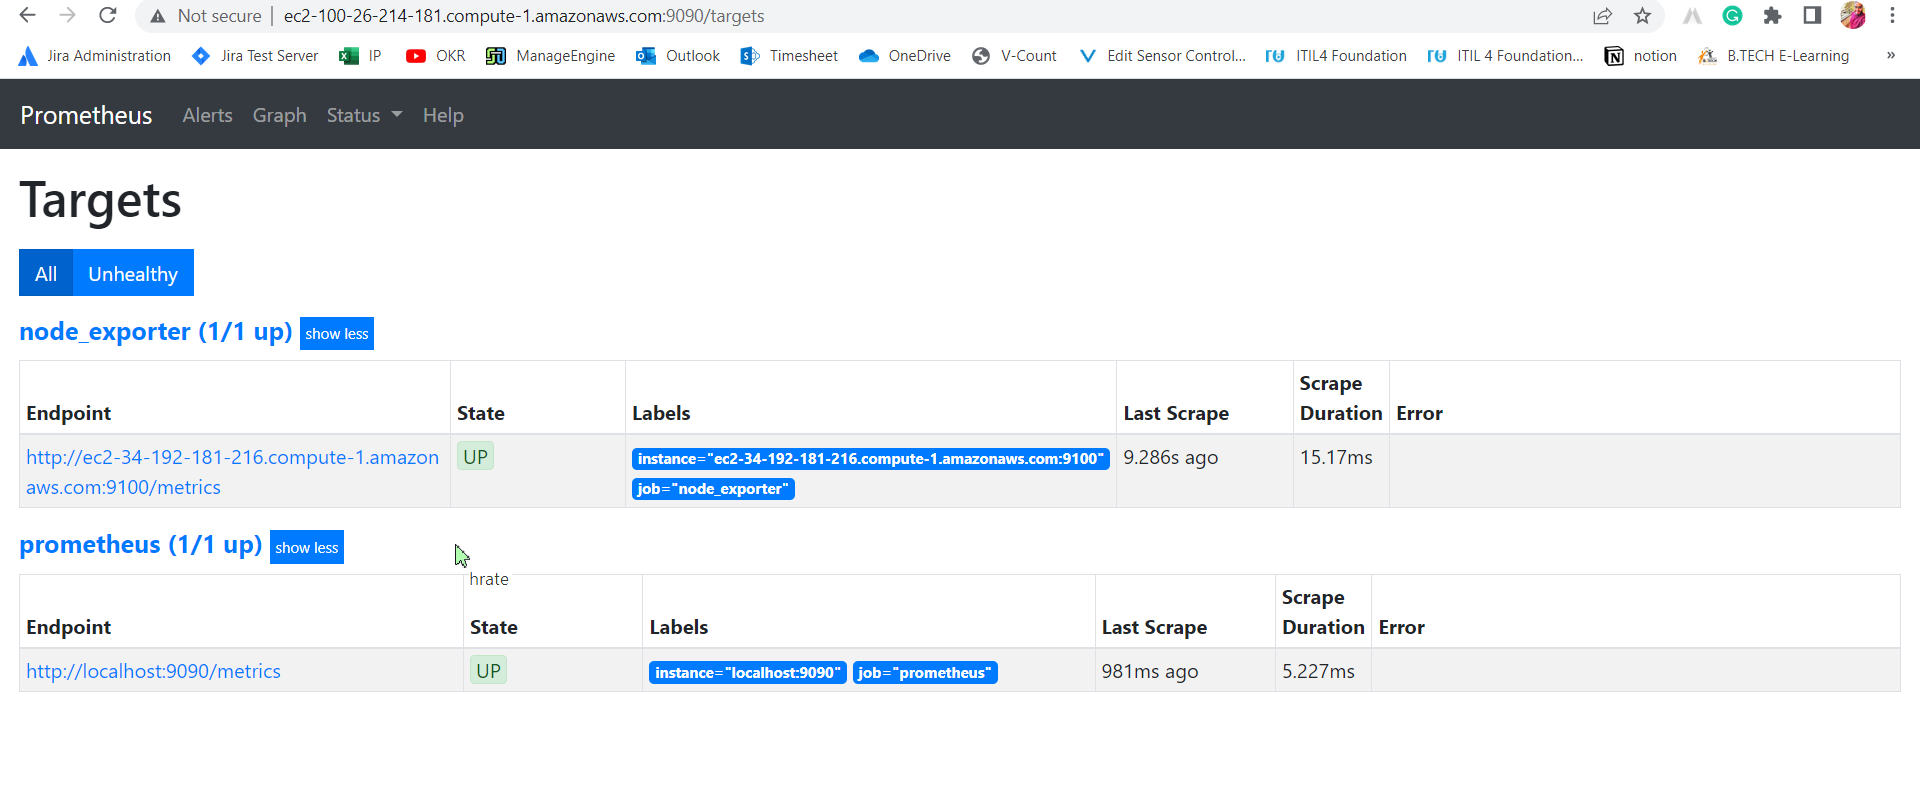 Not secure | ec2-100-26-214-181.compute-1.amazonaws.com:9090/targets
Jira Administration Jira Test Server IP OKR ManageEngine Outlook Timesheet OneDrive V-Count Edit Sensor Control... ITIL4 Foundation ITIL 4 Foundation... notion B.TECH E-Learning »
Prometheus Alerts Graph Status Help
Targets
All Unhealthy
node_exporter (1/1 up) show less
Endpoint State Labels Last Scrape Scrape Duration Error
http://ec2-34-192-181-216.compute-1.amazon
aws.com:9100/metrics
UP
instance="ec2-34-192-181-216.compute-1.amazonaws.com:9100"
job="node_exporter"
9.286s ago
15.17ms
prometheus (1/1 up) show less
hrate
Endpoint State Labels Last Scrape Scrape Duration Error
http://localhost:9090/metrics UP instance="localhost:9090" job="prometheus" 981ms ago 5.227ms